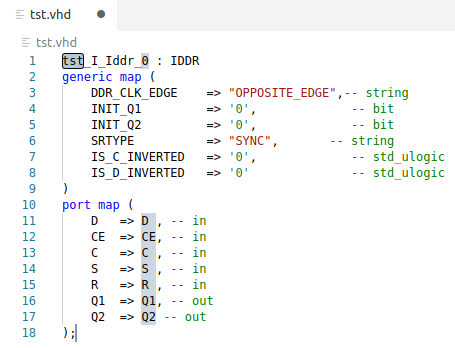 tst.vhd
tst.vhd
1 tst_I_Iddr_0 : IDDR
2 generic map (
3 DDR_CLK_EDGE => "OPPOSITE_EDGE",-- string
4 INIT_Q1 => '0', -- bit
5 INIT_Q2 => '0', -- bit
6 SRTYPE => "SYNC", -- string
7 IS_C_INVERTED => '0', -- std_ulogic
8 IS_D_INVERTED => '0' -- std_ulogic
9 )
10 port map (
11 D => D , -- in
12 CE => CE, -- in
13 C => C , -- in
14 S => S , -- in
15 R => R , -- in
16 Q1 => Q1, -- out
17 Q2 => Q2 -- out
18 );